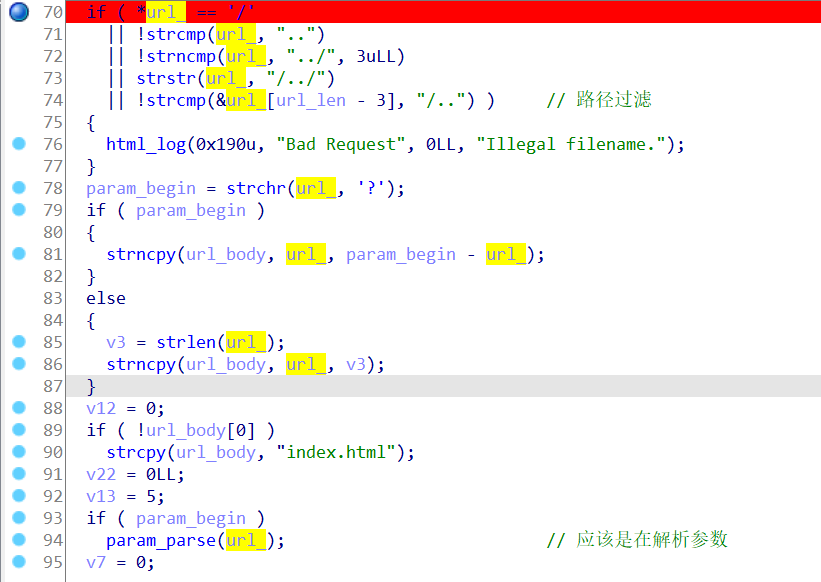 70 if ( *url_ == '/'
71 || !strcmp(url_, "..")
72 || !strncmp(url_, "../", 3uLL)
73 || strstr(url_, "/../")
74 || !strcmp(&url_[url_len - 3], "/..") ) // 路径过滤
75 {
76 html_log(0x190u, "Bad Request", 0LL, "Illegal filename.");
77 }
78 param_begin = strchr(url_, '?');
79 if ( param_begin )
80 {
81 strncpy(url_body, url_, param_begin - url_);
82 }
83 else
84 {
85 v3 = strlen(url_);
86 strncpy(url_body, url_, v3);
87 }
88 v12 = 0;
89 if ( !url_body[0] )
90 strcpy(url_body, "index.html");
91 v22 = 0LL;
92 v13 = 5;
93 if ( param_begin )
94 param_parse(url_); // 应该是在解析参数
95 v7 = 0;